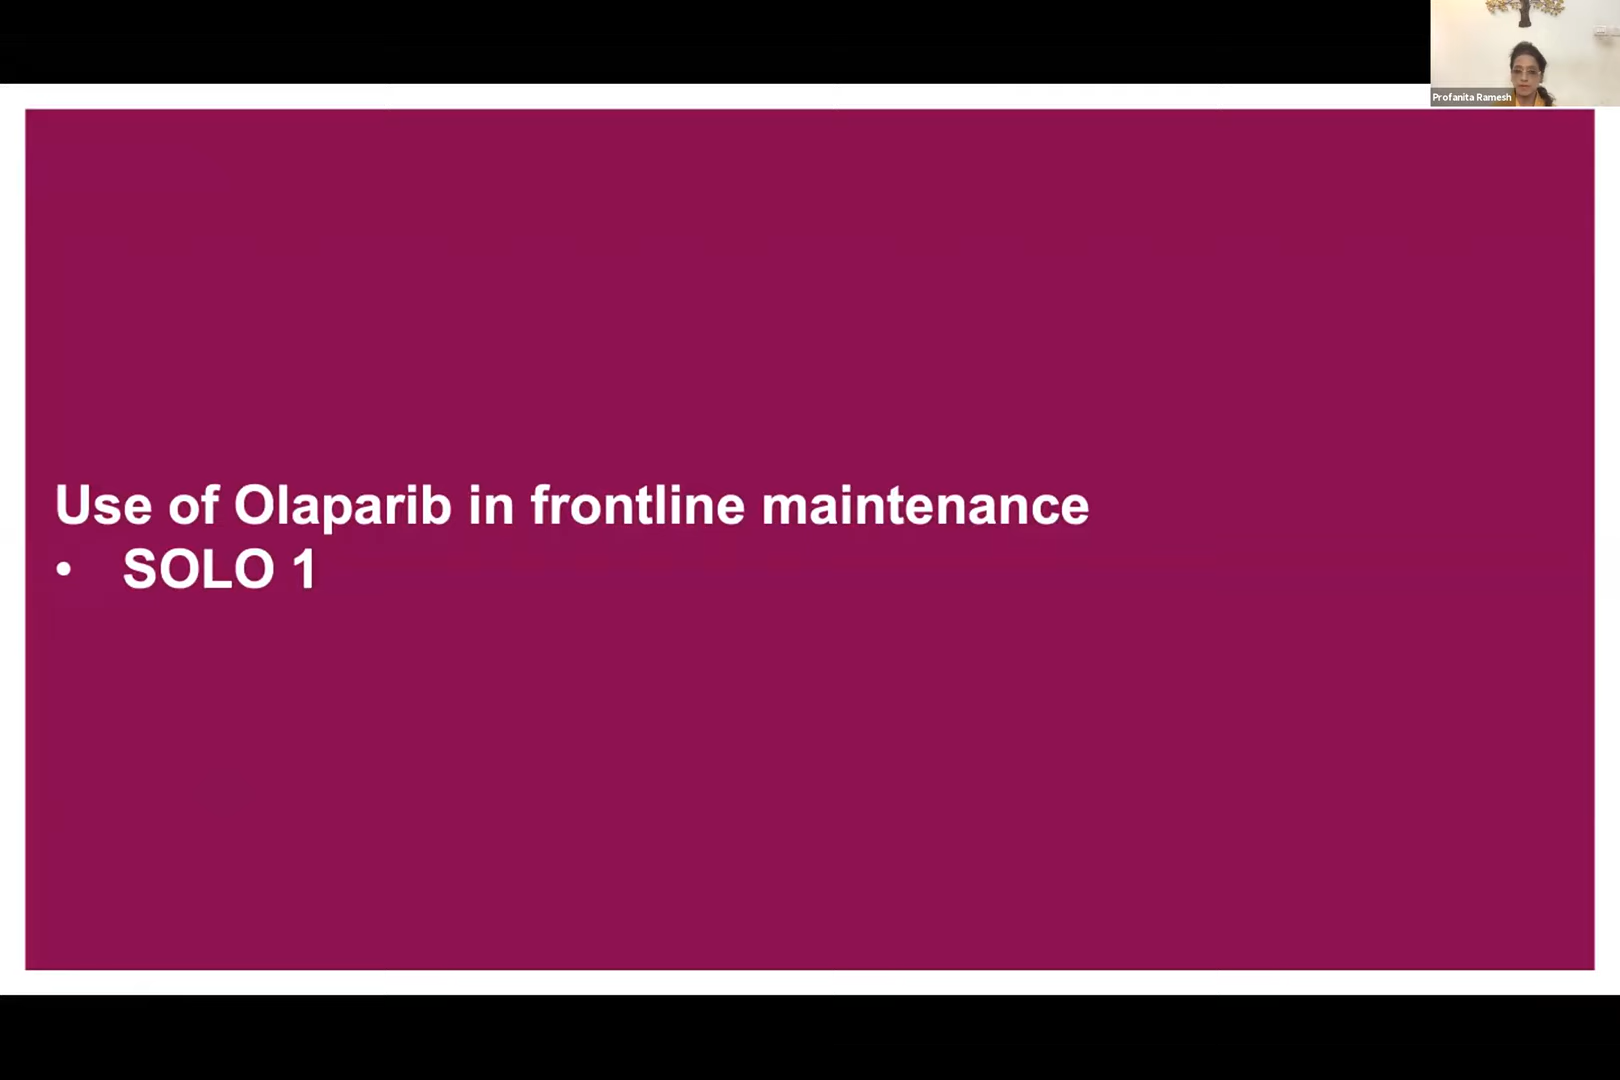 Profanita Ramesh
Use of Olaparib in frontline maintenance
• SOLO 1